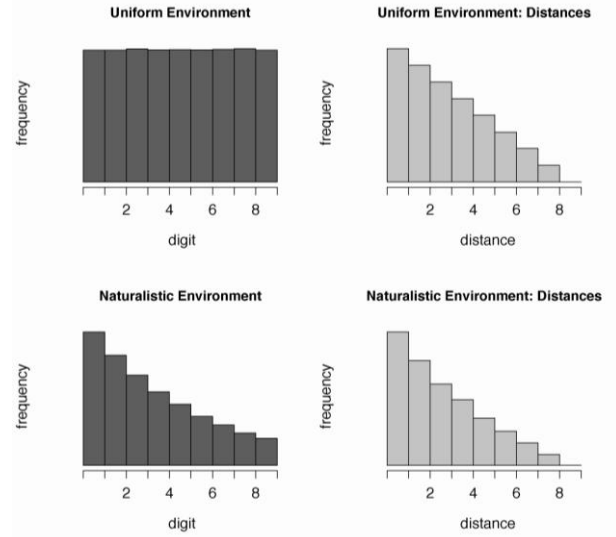 Uniform Environment
frequency
2 4 6 8
digit
Uniform Environment: Distances
frequency
2 4 6 8
distance
Naturalistic Environment
frequency
2 4 6 8
digit
Naturalistic Environment: Distances
frequency
2 4 6 8
distance